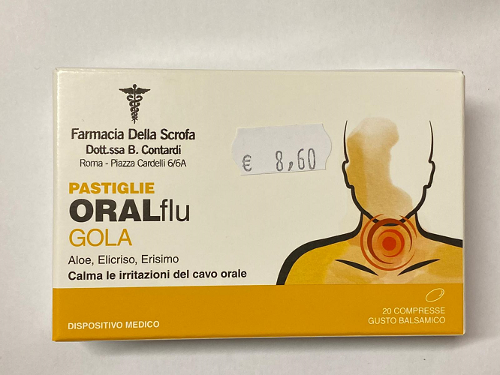 Farmacia Della Scrofa
Dott.ssa B. Contardi
Roma - Piazza Cardelli 6/6A
€ 8,60
PASTIGLIE
ORALflu
GOLA
Aloe, Elicriso, Erisimo
Calma le irritazioni del cavo orale
20 COMPRESSE
GUSTO BALSAMICO
DISPOSITIVO MEDICO